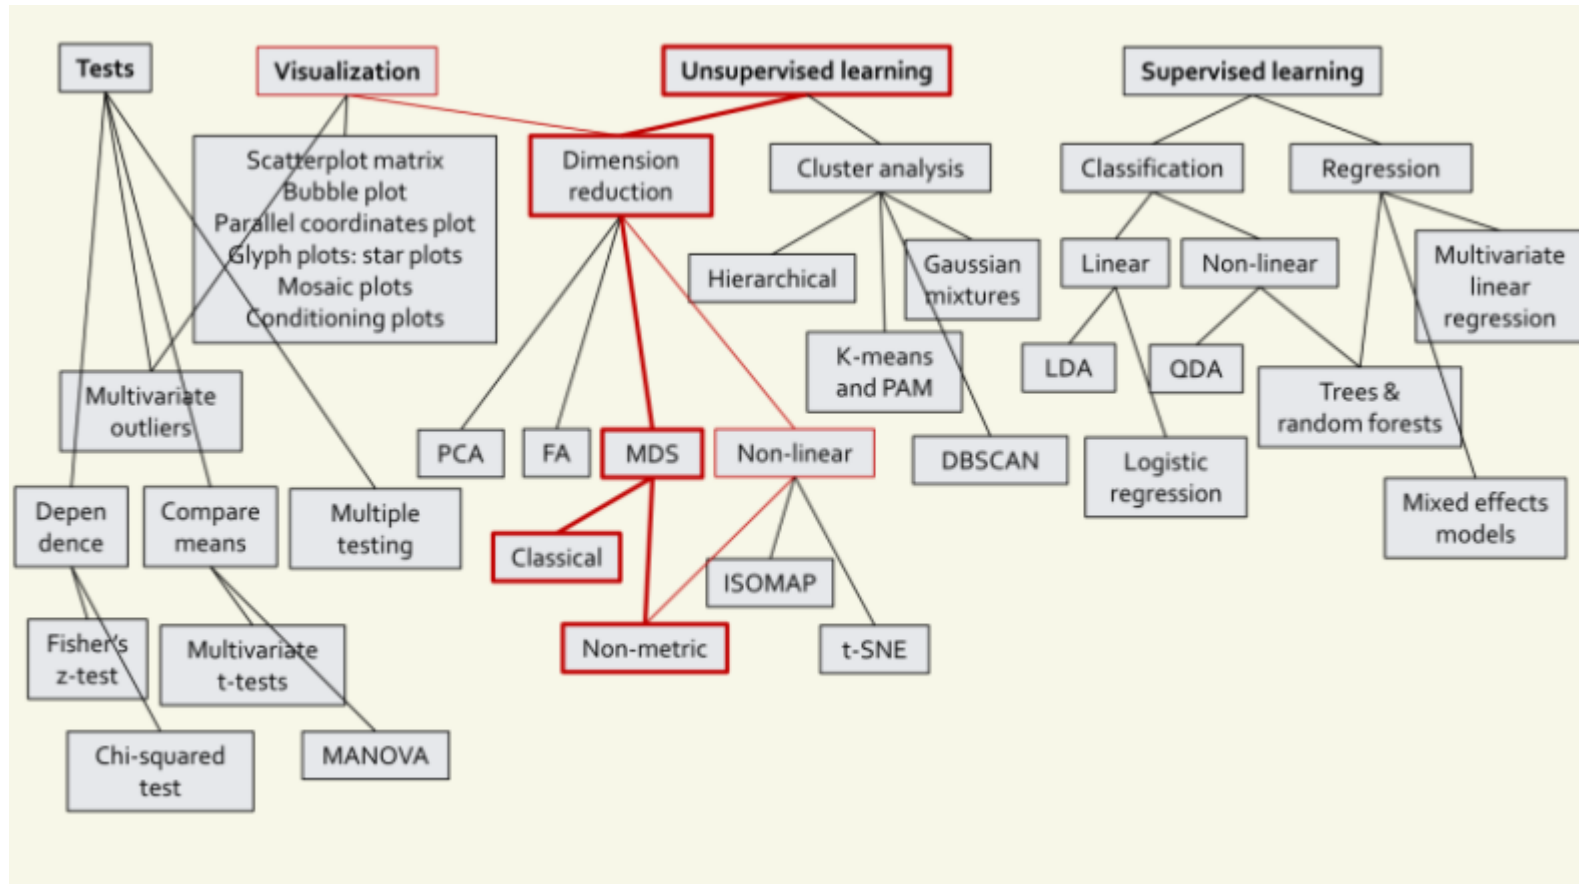 Tests
Visualization
Unsupervised learning
Supervised learning
Scatterplot matrix
Bubble plot
Parallel coordinates plot
Glyph plots: star plots
Mosaic plots
Conditioning plots
Dimension
reduction
Cluster analysis
Classification
Regression
Hierarchical
Gaussian
mixtures
Linear
Non-linear
Multivariate
linear
regression
K-means
and PAM
LDA
QDA
Trees &
random forests
Multivariate
outliers
PCA
FA
MDS
Non-linear
DBSCAN
Logistic
regression
Mixed effects
models
Depen
dence
Compare
means
Multiple
testing
Classical
ISOMAP
Fisher's
z-test
Multivariate
t-tests
Non-metric
t-SNE
Chi-squared
test
MANOVA